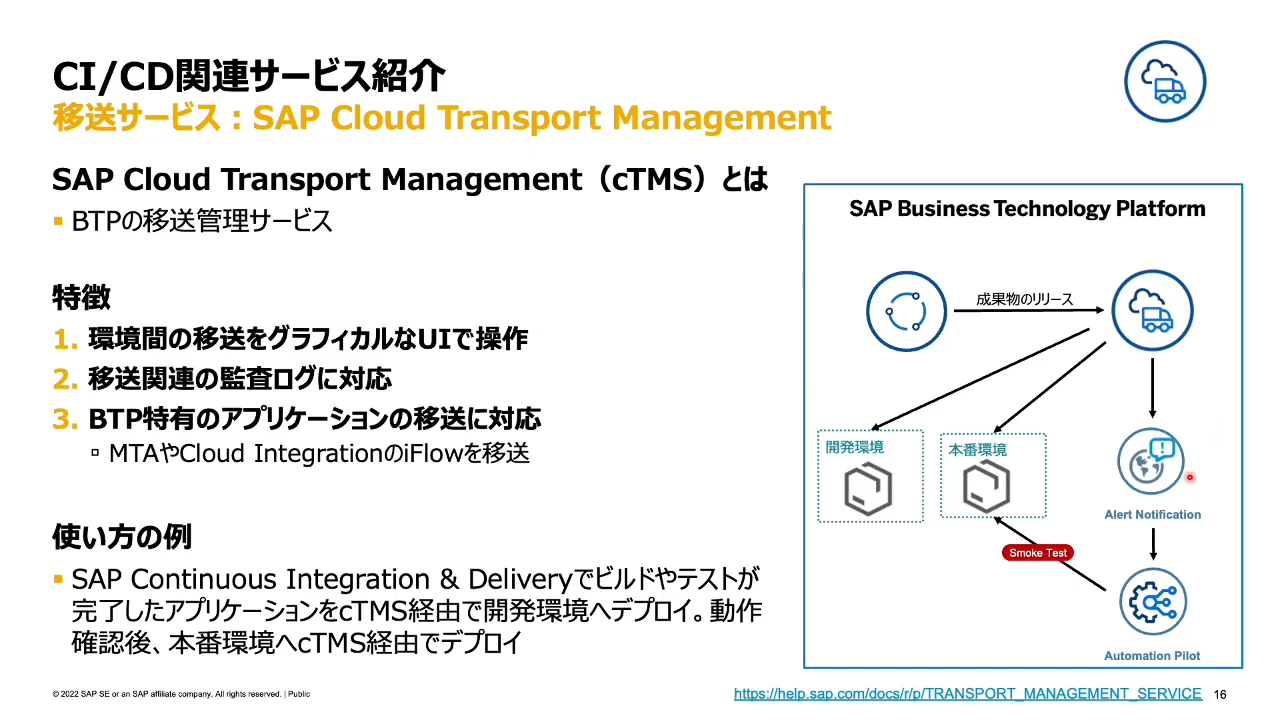 CI/CD関連サービス紹介
移送サービス : SAP Cloud Transport Management
SAP Cloud Transport Management（cTMS）とは
▪ BTPの移送管理サービス
特徴
1. 環境間の移送をグラフィカルなUIで操作
2. 移送関連の監査ログに対応
3. BTP特有のアプリケーションの移送に対応
▫ MTAやCloud IntegrationのiFlowを移送
使い方の例
▪ SAP Continuous Integration & Deliveryでビルドやテストが
完了したアプリケーションをcTMS経由で開発環境へデプロイ。動作
確認後、本番環境へcTMS経由でデプロイ
SAP Business Technology Platform
成果物のリリース
開発環境
本番環境
Alert Notification
Smoke Test
Automation Pilot
© 2022 SAP SE or an SAP affiliate company. All rights reserved. | Public
https://help.sap.com/docs/r/p/TRANSPORT_MANAGEMENT_SERVICE
16